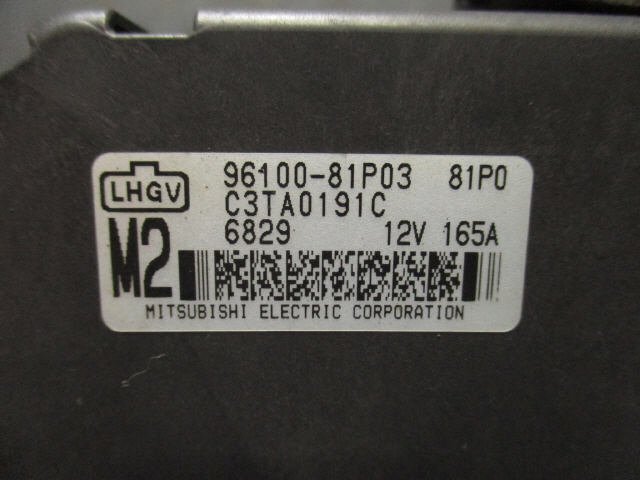 LHGV 96100-81P03 81P0
C3TA0191C
M2 6829 12V 165A
MITSUBISHI ELECTRIC CORPORATION